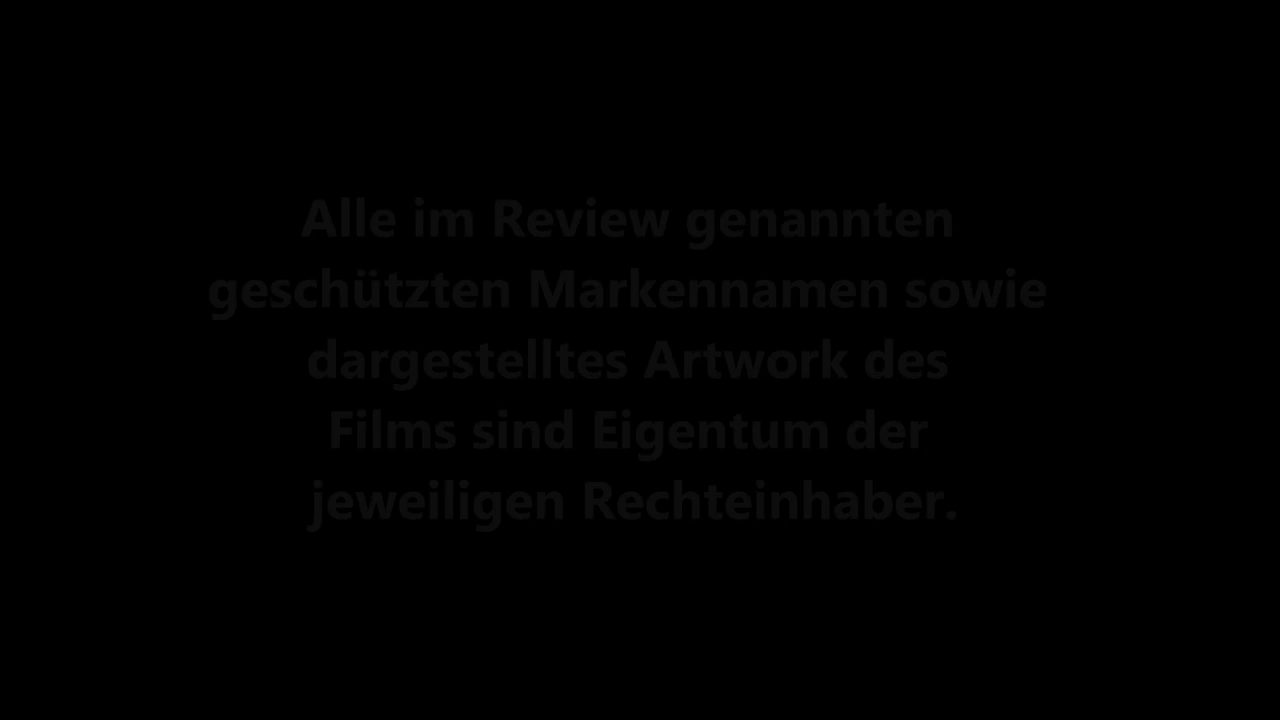 Alle im Review genannten
geschützten Markennamen sowie
dargestelltes Artwork des
Films sind Eigentum der
jeweiligen Rechteinhaber.